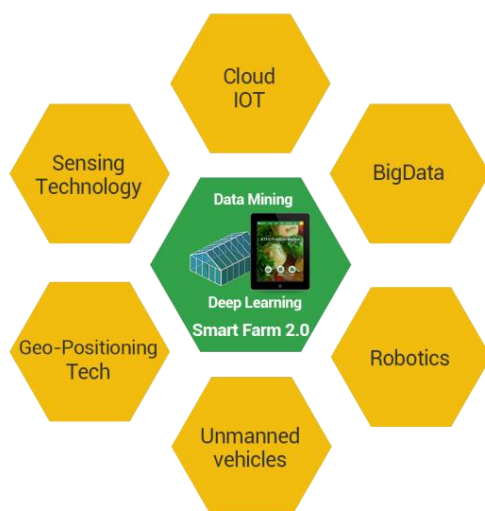 Cloud
IOT
Sensing
Technology
BigData
Data Mining
Deep Learning
Smart Farm 2.0
Geo-Positioning
Tech
Robotics
Unmanned
vehicles